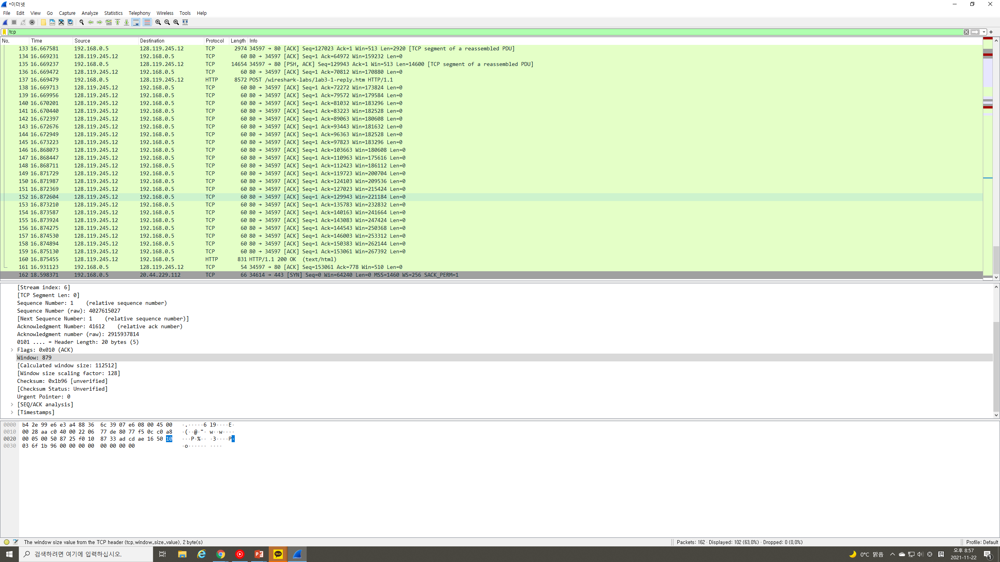 *이더넷
File Edit View Go Capture Analyze Statistics Telephony Wireless Tools Help
tcp
No. Time Source Destination Protocol Length Info
133 16.667581 192.168.0.5 128.119.245.12 TCP 2974 34597 → 80 [ACK] Seq=127023 Ack=1 Win=513 Len=2920 [TCP segment of a reassembled PDU]
134 16.669231 128.119.245.12 192.168.0.5 TCP 60 80 → 34597 [ACK] Seq=1 Ack=64972 Win=159232 Len=0
135 16.669237 192.168.0.5 128.119.245.12 TCP 14654 34597 → 80 [PSH, ACK] Seq=129943 Ack=1 Win=513 Len=14600 [TCP segment of a reassembled PDU]
136 16.669472 128.119.245.12 192.168.0.5 TCP 60 80 → 34597 [ACK] Seq=1 Ack=70812 Win=170880 Len=0
137 16.669479 192.168.0.5 128.119.245.12 HTTP 8572 POST /wireshark-labs/lab3-1-reply.htm HTTP/1.1
138 16.669713 128.119.245.12 192.168.0.5 TCP 60 80 → 34597 [ACK] Seq=1 Ack=72272 Win=173824 Len=0
139 16.669956 128.119.245.12 192.168.0.5 TCP 60 80 → 34597 [ACK] Seq=1 Ack=79572 Win=179584 Len=0
140 16.670201 128.119.245.12 192.168.0.5 TCP 60 80 → 34597 [ACK] Seq=1 Ack=81032 Win=183296 Len=0
141 16.670440 128.119.245.12 192.168.0.5 TCP 60 80 → 34597 [ACK] Seq=1 Ack=83223 Win=182528 Len=0
142 16.672397 128.119.245.12 192.168.0.5 TCP 60 80 → 34597 [ACK] Seq=1 Ack=89063 Win=180608 Len=0
143 16.672676 128.119.245.12 192.168.0.5 TCP 60 80 → 34597 [ACK] Seq=1 Ack=93443 Win=181632 Len=0
144 16.672949 128.119.245.12 192.168.0.5 TCP 60 80 → 34597 [ACK] Seq=1 Ack=96363 Win=182528 Len=0
145 16.673223 128.119.245.12 192.168.0.5 TCP 60 80 → 34597 [ACK] Seq=1 Ack=97823 Win=183296 Len=0
146 16.868073 128.119.245.12 192.168.0.5 TCP 60 80 → 34597 [ACK] Seq=1 Ack=103663 Win=180608 Len=0
147 16.868447 128.119.245.12 192.168.0.5 TCP 60 80 → 34597 [ACK] Seq=1 Ack=110963 Win=175616 Len=0
148 16.868711 128.119.245.12 192.168.0.5 TCP 60 80 → 34597 [ACK] Seq=1 Ack=112423 Win=186112 Len=0
149 16.871729 128.119.245.12 192.168.0.5 TCP 60 80 → 34597 [ACK] Seq=1 Ack=119723 Win=200704 Len=0
150 16.871987 128.119.245.12 192.168.0.5 TCP 60 80 → 34597 [ACK] Seq=1 Ack=124103 Win=209536 Len=0
151 16.872369 128.119.245.12 192.168.0.5 TCP 60 80 → 34597 [ACK] Seq=1 Ack=127023 Win=215424 Len=0
152 16.872604 128.119.245.12 192.168.0.5 TCP 60 80 → 34597 [ACK] Seq=1 Ack=129943 Win=221184 Len=0
153 16.873210 128.119.245.12 192.168.0.5 TCP 60 80 → 34597 [ACK] Seq=1 Ack=135783 Win=232832 Len=0
154 16.873587 128.119.245.12 192.168.0.5 TCP 60 80 → 34597 [ACK] Seq=1 Ack=140163 Win=241664 Len=0
155 16.873924 128.119.245.12 192.168.0.5 TCP 60 80 → 34597 [ACK] Seq=1 Ack=143083 Win=247424 Len=0
156 16.874275 128.119.245.12 192.168.0.5 TCP 60 80 → 34597 [ACK] Seq=1 Ack=144543 Win=250368 Len=0
157 16.874530 128.119.245.12 192.168.0.5 TCP 60 80 → 34597 [ACK] Seq=1 Ack=146003 Win=253312 Len=0
158 16.874894 128.119.245.12 192.168.0.5 TCP 60 80 → 34597 [ACK] Seq=1 Ack=150383 Win=262144 Len=0
159 16.875130 128.119.245.12 192.168.0.5 TCP 60 80 → 34597 [ACK] Seq=1 Ack=153061 Win=267392 Len=0
160 16.875455 128.119.245.12 192.168.0.5 HTTP 831 HTTP/1.1 200 OK (text/html)
161 16.931123 192.168.0.5 128.119.245.12 TCP 54 34597 → 80 [ACK] Seq=153061 Ack=778 Win=510 Len=0
162 18.598371 192.168.0.5 20.44.229.112 TCP 66 34614 → 443 [SYN] Seq=0 Win=64240 Len=0 MSS=1460 WS=256 SACK_PERM=1
[Stream index: 6]
[TCP Segment Len: 0]
Sequence Number: 1 (relative sequence number)
Sequence Number (raw): 4027615027
[Next Sequence Number: 1 (relative sequence number)]
Acknowledgment Number: 41612 (relative ack number)
Acknowledgment number (raw): 2915937814
0101 .... = Header Length: 20 bytes (5)
Flags: 0x010 (ACK)
Window: 879
[Calculated window size: 112512]
[Window size scaling factor: 128]
Checksum: 0x1b96 [unverified]
[Checksum Status: Unverified]
Urgent Pointer: 0
[SEQ/ACK analysis]
[Timestamps]
0000 b4 2e 99 e6 e3 a4 88 36 6c 39 07 e6 08 00 45 00 ·.·····6 l9····E·
0010 00 28 aa c0 40 00 22 06 77 de 80 77 f5 0c c0 a8 ·(··@·"· w··w····
0020 00 05 00 50 87 25 f0 10 87 33 ad cd ae 16 50 10 ···P·%·· ·3····P·
0030 03 6f 1b 96 00 00 00 00 00 00 00 00 ·o······ ····
The window size value from the TCP header (tcp.window_size_value), 2 byte(s) Packets: 162 · Displayed: 102 (63.0%) · Dropped: 0 (0.0%) Profile: Default
검색하려면 여기에 입력하십시오. TALK 0°C 맑음 한 오후 8:57
2021-11-22 1